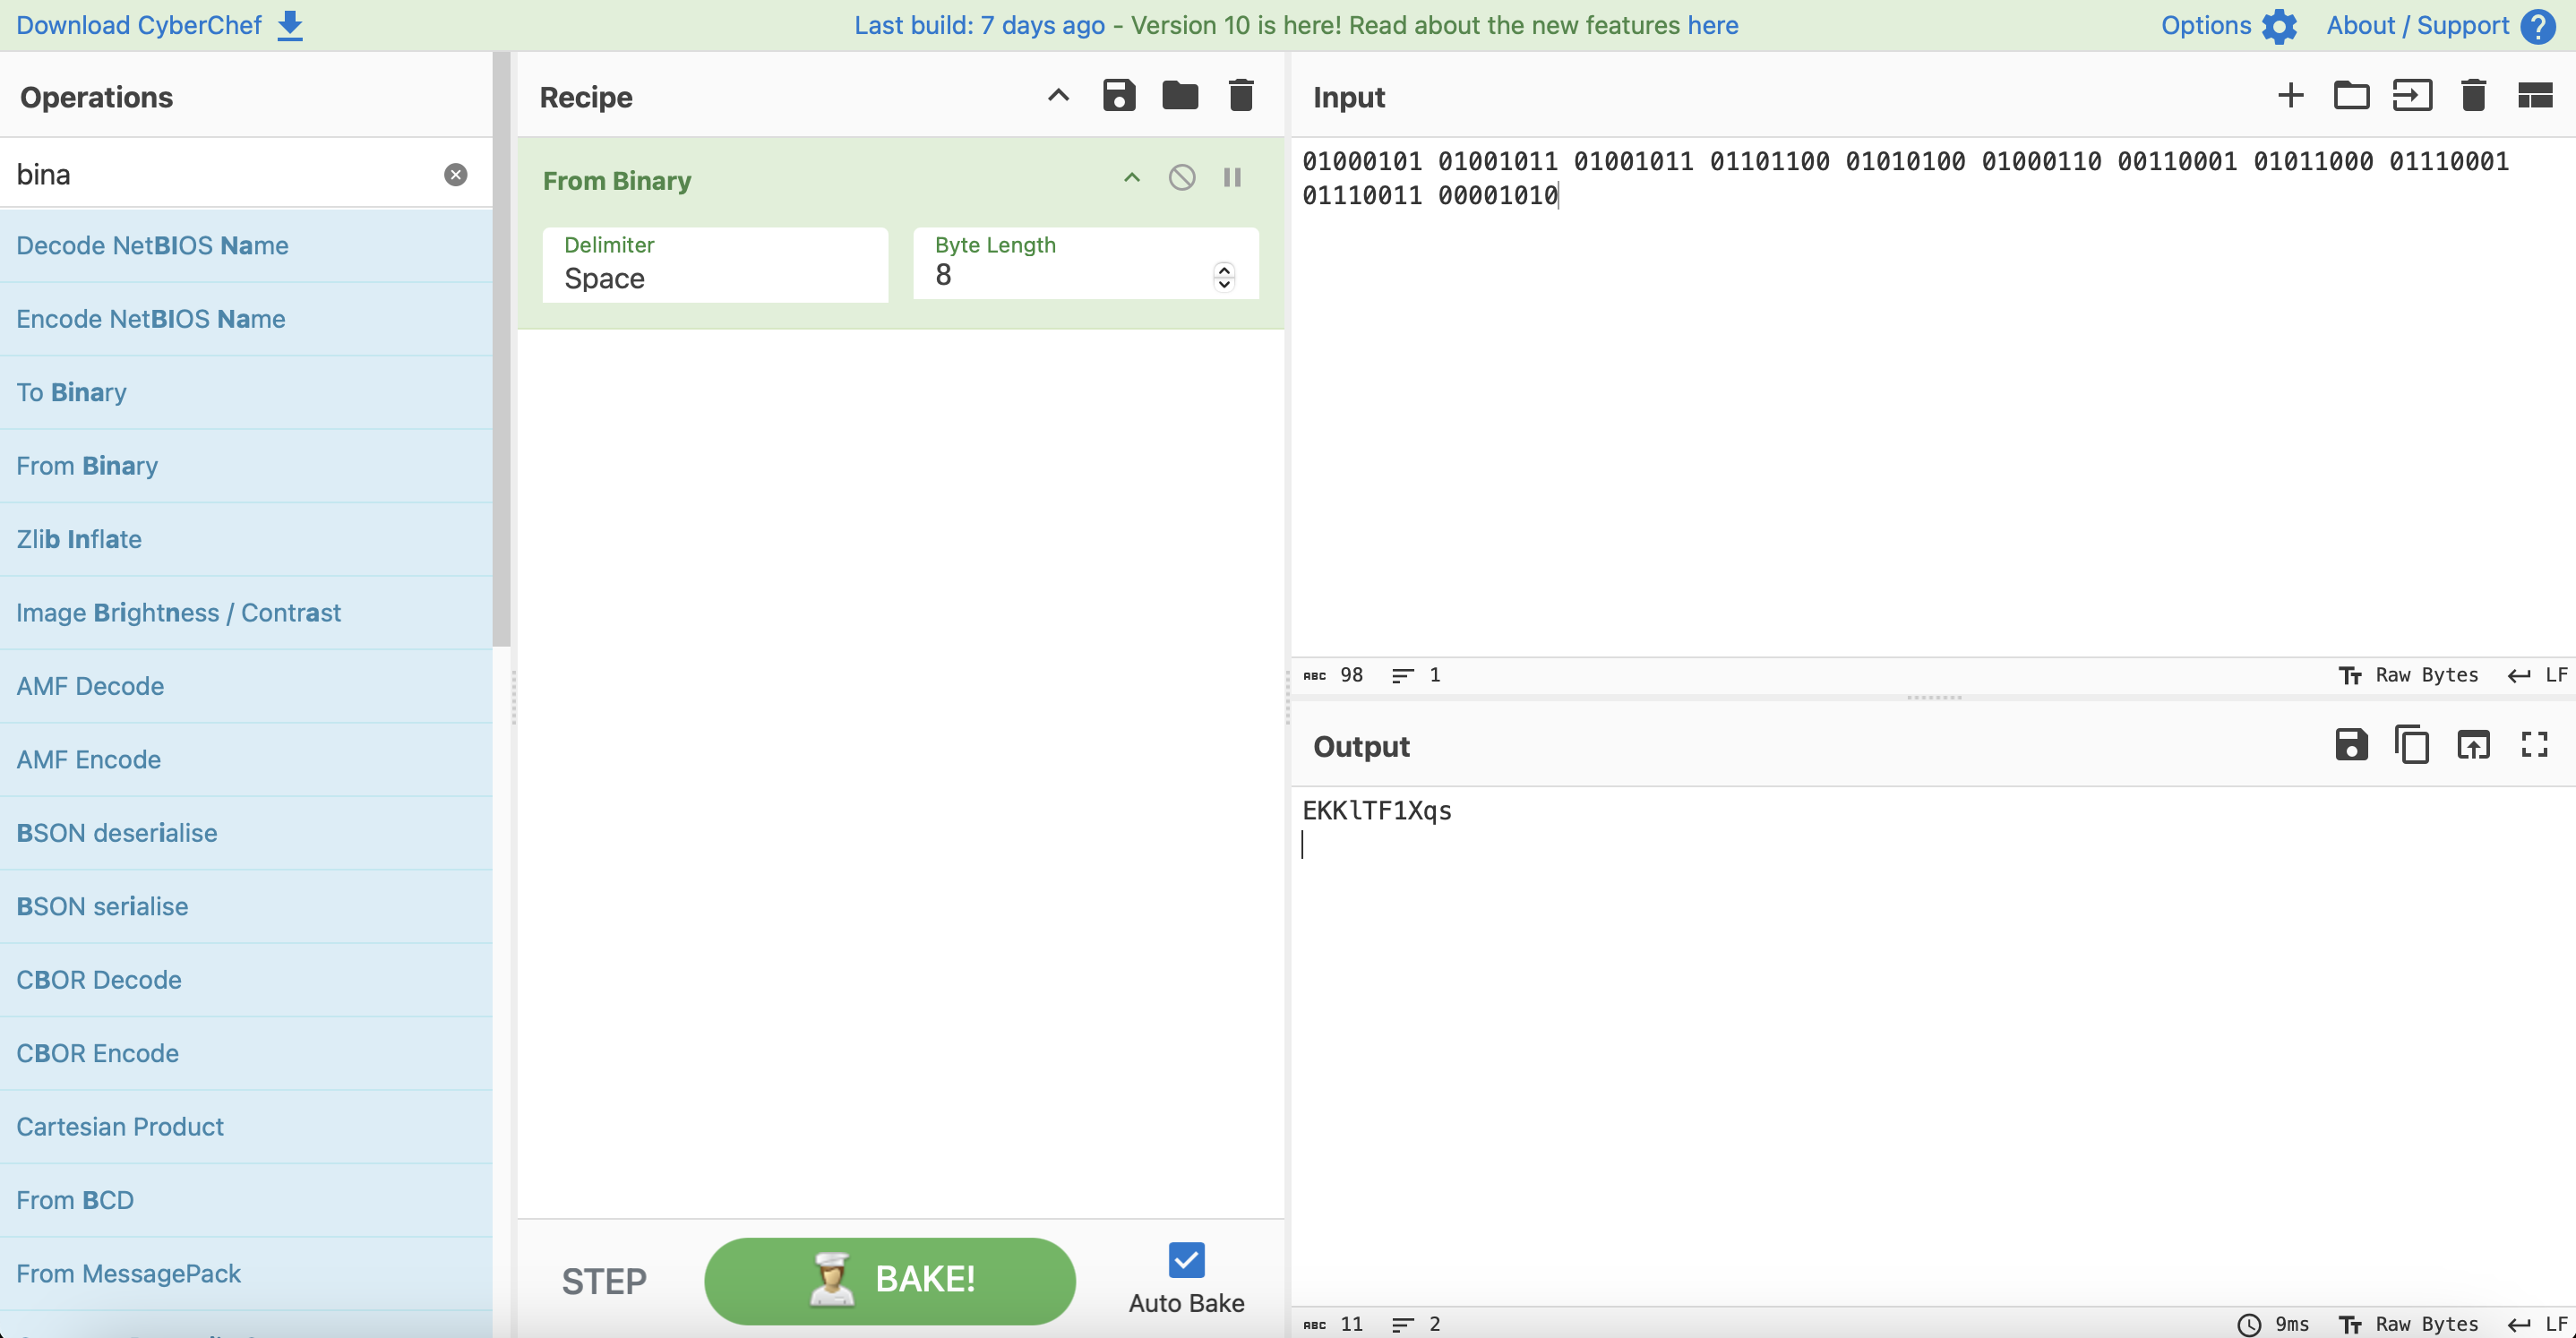 Download CyberChef
Last build: 7 days ago - Version 10 is here! Read about the new features here
Options
About / Support
Operations
bina
Decode NetBIOS Name
Encode NetBIOS Name
To Binary
From Binary
Zlib Inflate
Image Brightness / Contrast
AMF Decode
AMF Encode
BSON deserialise
BSON serialise
CBOR Decode
CBOR Encode
Cartesian Product
From BCD
From MessagePack
Recipe
From Binary
Delimiter
Space
Byte Length
8
STEP
BAKE!
Auto Bake
Input
01000101 01001011 01001011 01101100 01010100 01000110 00110001 01011000 01110001
01110011 00001010
ABC 98 1
Tт Raw Bytes LF
Output
EKKlTF1Xqs
ABC 11 2
9ms Tт Raw Bytes LF